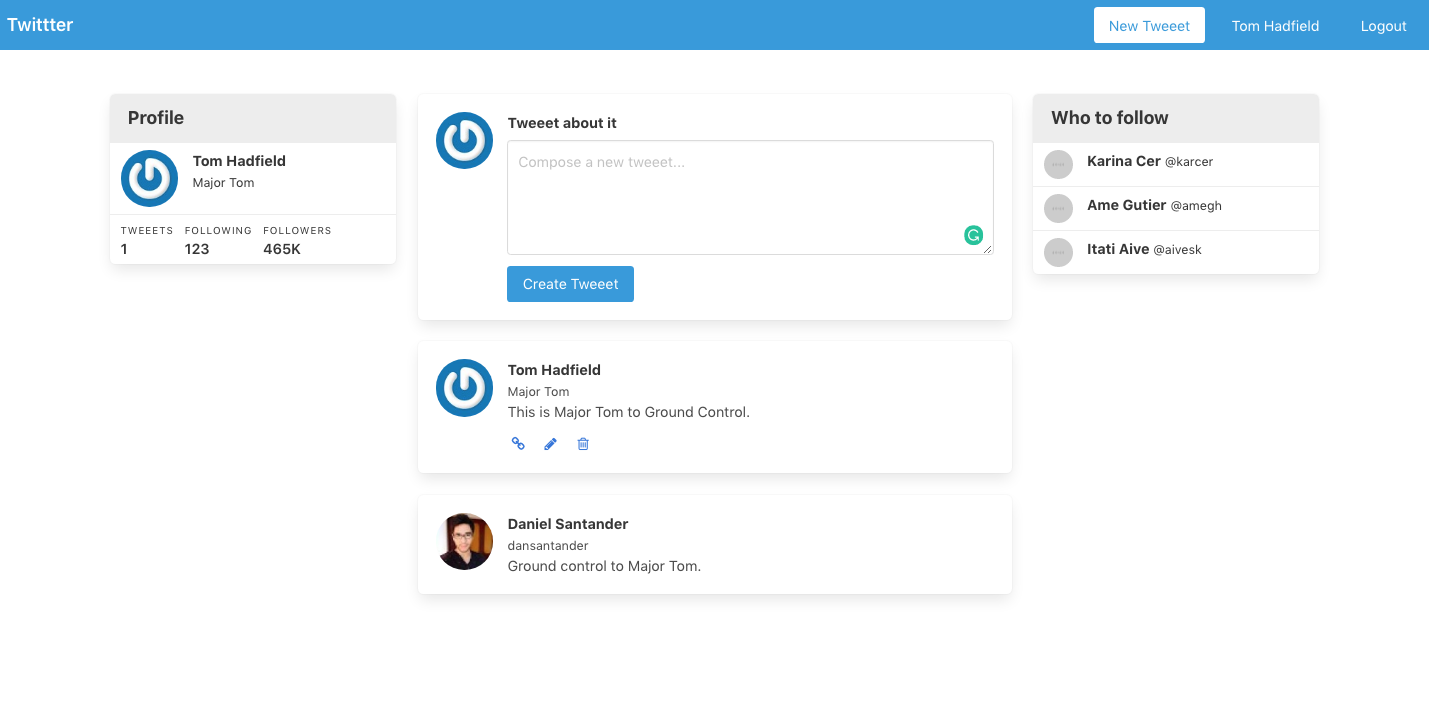 Twittter
New Tweeet Tom Hadfield Logout
Profile
Tom Hadfield
Major Tom
TWEEETS FOLLOWING FOLLOWERS
1 123 465K
Tweeet about it
Compose a new tweeet...
Create Tweeet
Tom Hadfield
Major Tom
This is Major Tom to Ground Control.
Daniel Santander
dansantander
Ground control to Major Tom.
Who to follow
Karina Cer @karcer
Ame Gutier @amegh
Itati Aive @aivesk